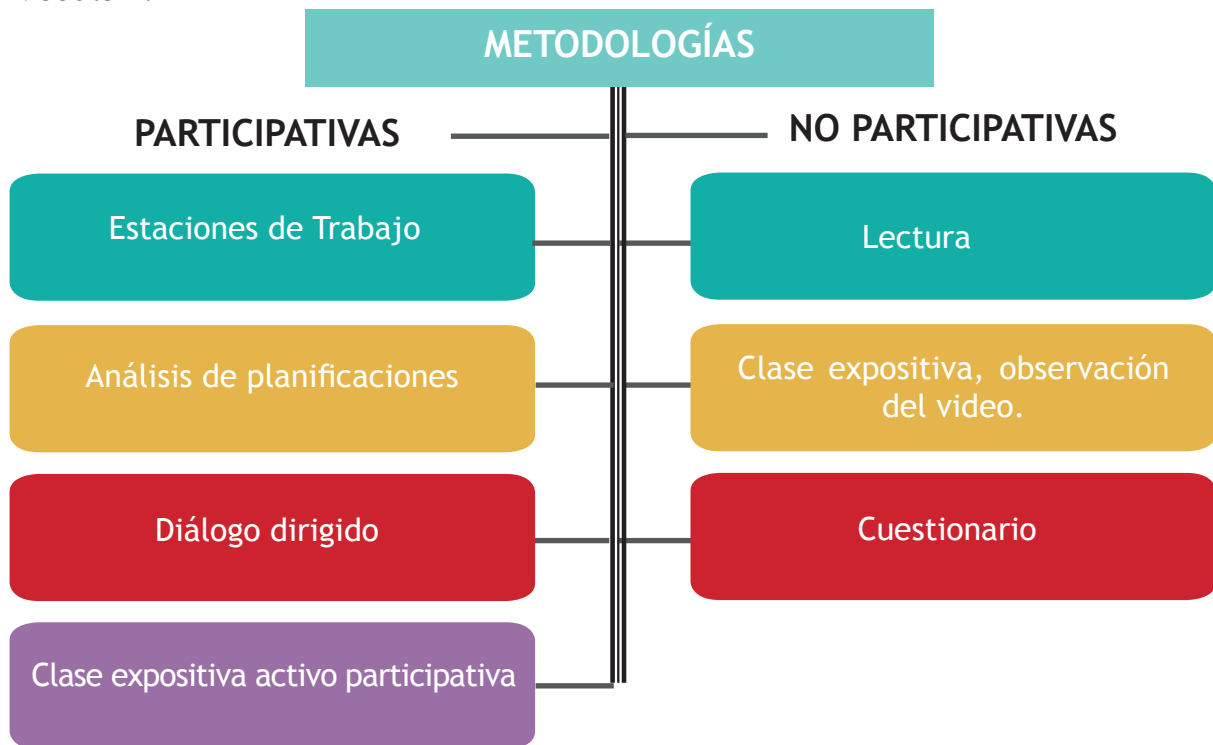 METODOLOGÍAS
PARTICIPATIVAS
NO PARTICIPATIVAS
Estaciones de Trabajo
Lectura
Análisis de planificaciones
Clase expositiva, observación
del video.
Diálogo dirigido
Cuestionario
Clase expositiva activo participativa